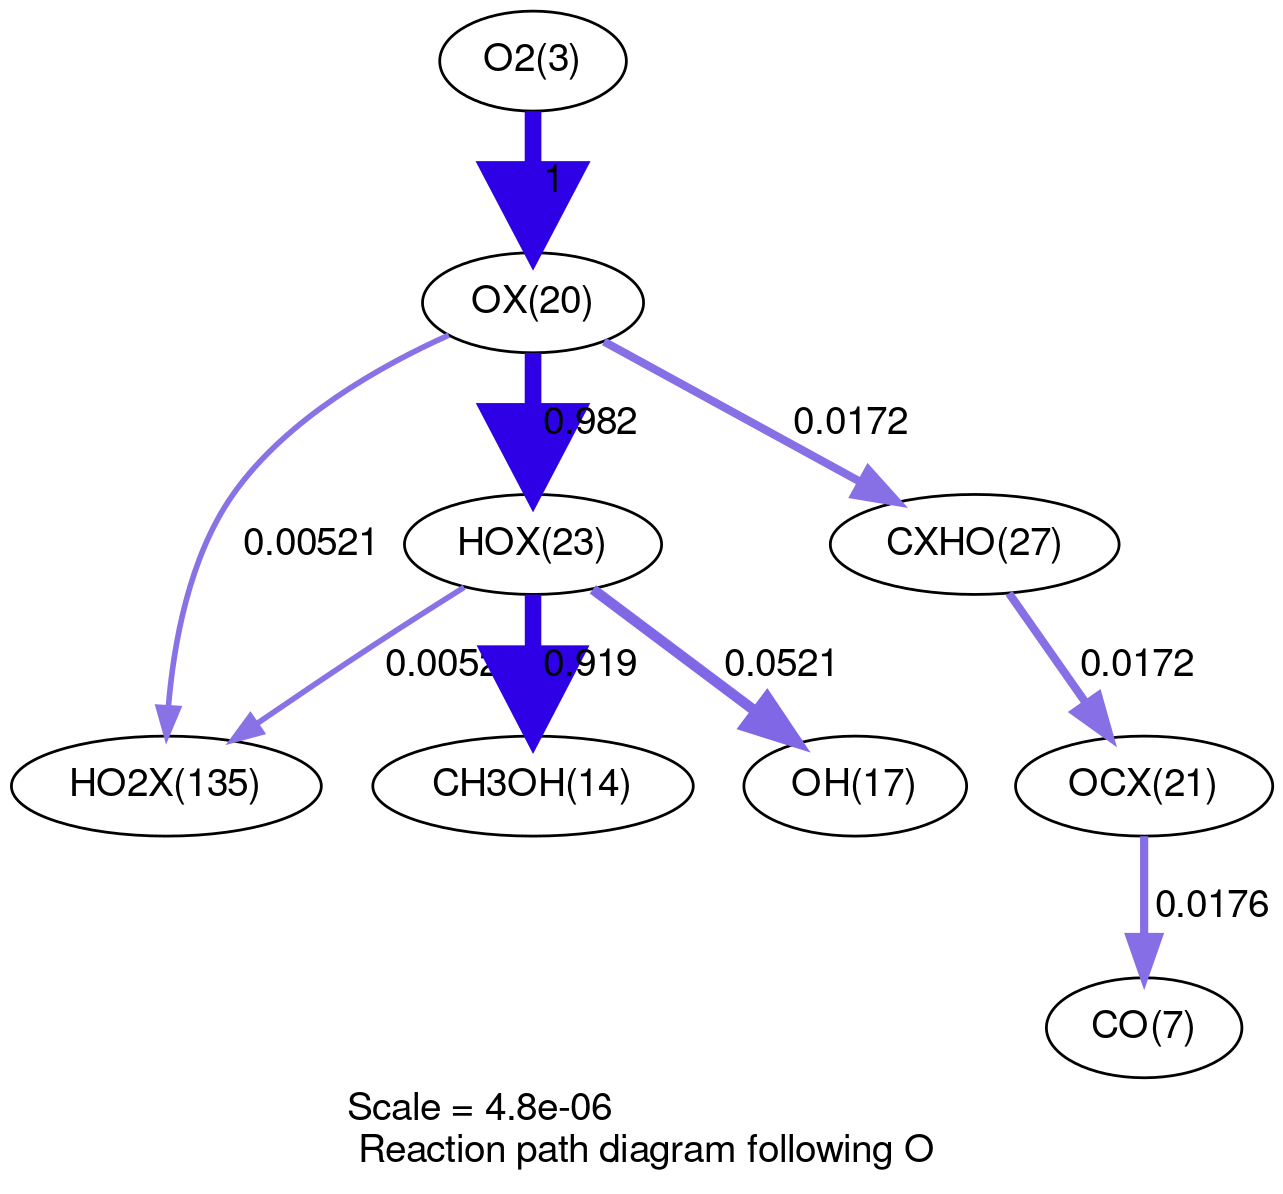 O2(3)
1
OX(20)
0.982
0.0172
0.00521
HOX(23)
CXHO(27)
0.919
0.0521
0.0172
HO2X(135)
CH3OH(14)
OH(17)
OCX(21)
0.0176
CO(7)
Scale = 4.8e-06
Reaction path diagram following O